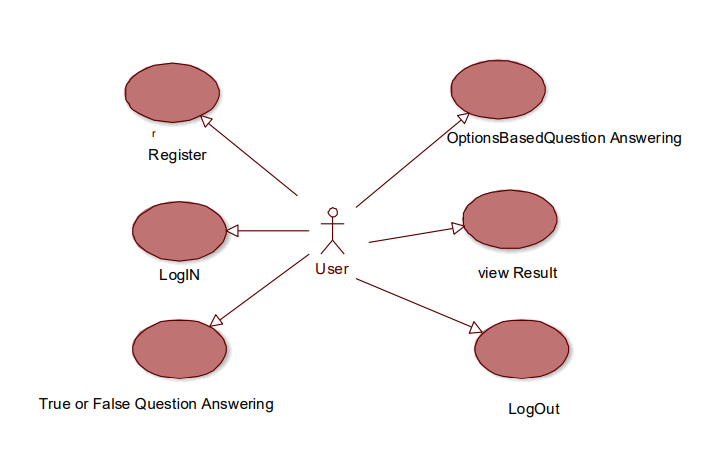 r
Register
OptionsBasedQuestion Answering
LogIN
User
view Result
True or False Question Answering
LogOut